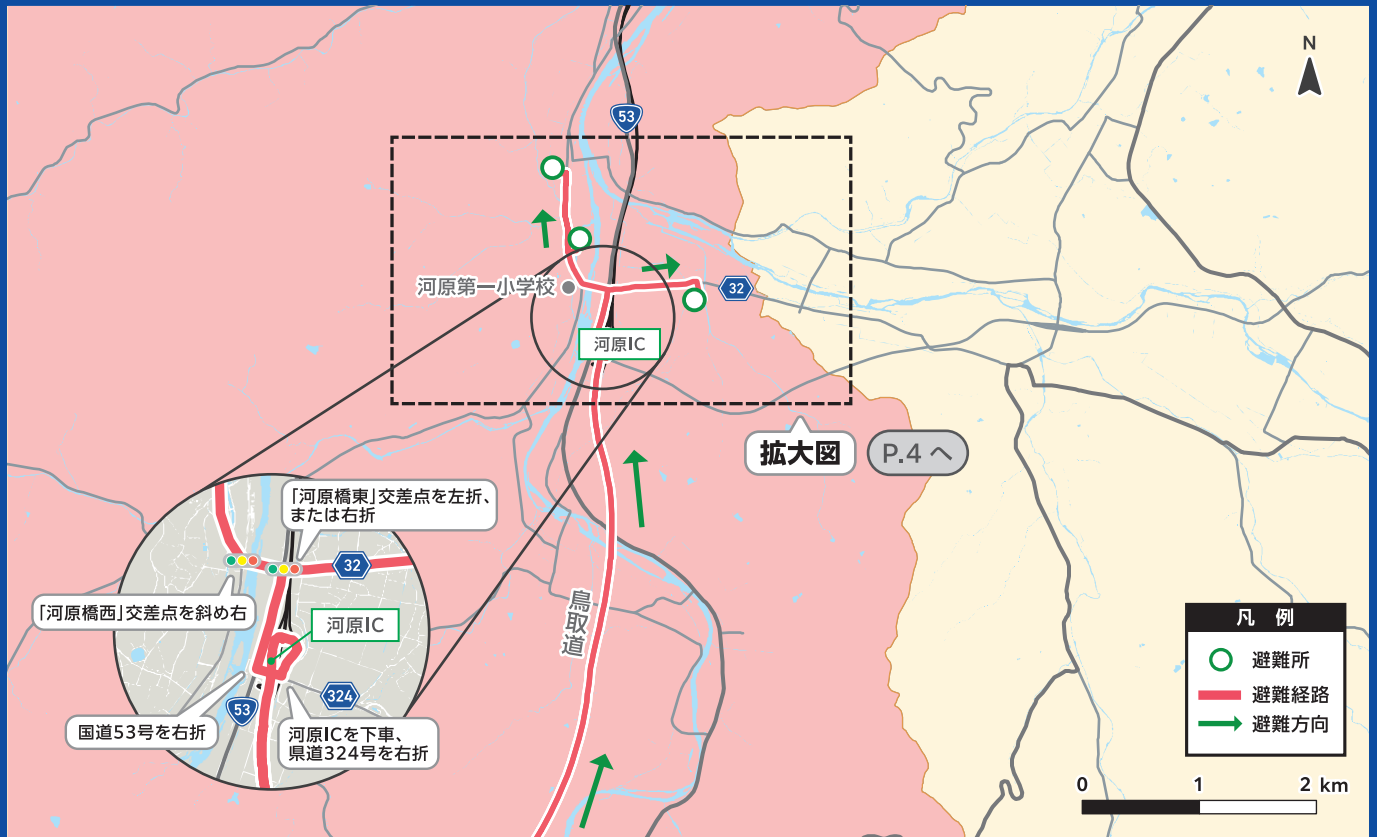 N
53
河原第一小学校
32
河原IC
拡大図
P.4 へ
「河原橋東」交差点を左折、
または右折
32
「河原橋西」交差点を斜め右
河原IC
324
53
国道53号を右折
河原ICを下車、
県道324号を右折
鳥取道
凡 例
避難所
避難経路
避難方向
0 1 2 km